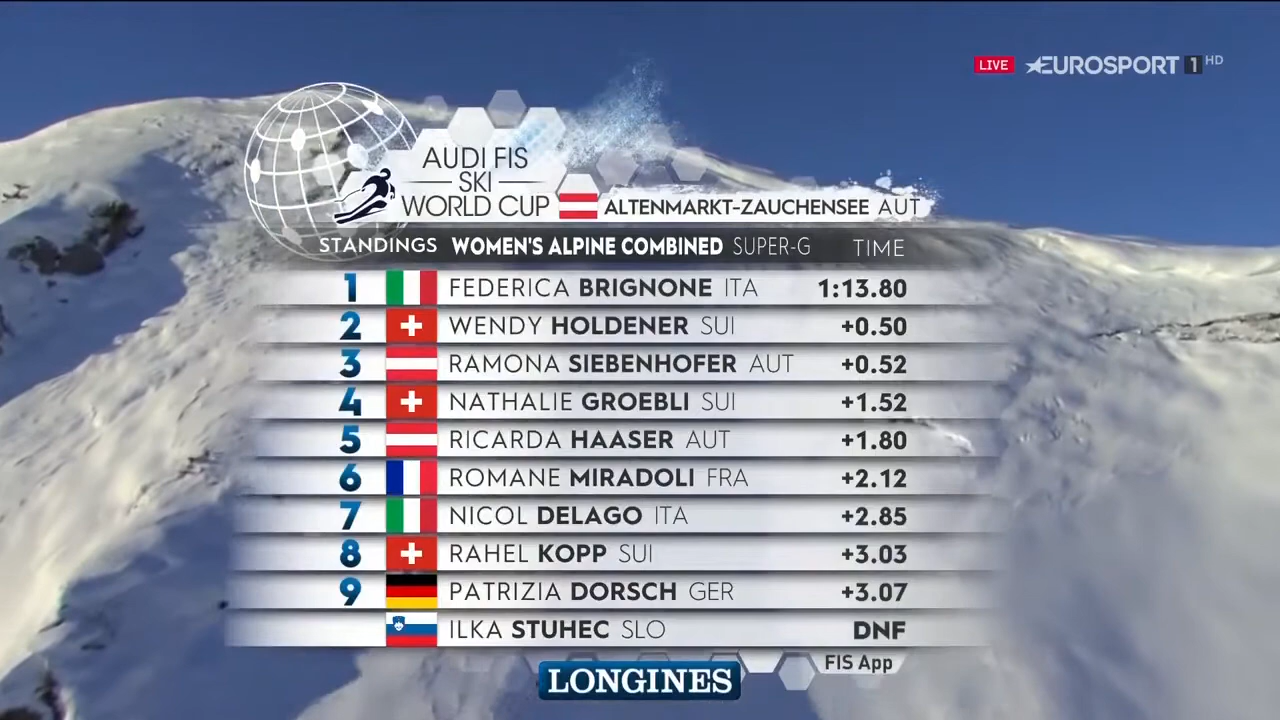 LIVE EUROSPORT 1 HD
AUDI FIS
SKI
WORLD CUP
ALTENMARKT-ZAUCHENSEE AUT
STANDINGS WOMEN'S ALPINE COMBINED SUPER-G TIME
1 FEDERICA BRIGNONE ITA 1:13.80
2 WENDY HOLDENER SUI +0.50
3 RAMONA SIEBENHOFER AUT +0.52
4 NATHALIE GROEBLI SUI +1.52
5 RICARDA HAASER AUT +1.80
6 ROMANE MIRADOLI FRA +2.12
7 NICOL DELAGO ITA +2.85
8 RAHEL KOPP SUI +3.03
9 PATRIZIA DORSCH GER +3.07
ILKA STUHEC SLO DNF
FIS App
LONGINES